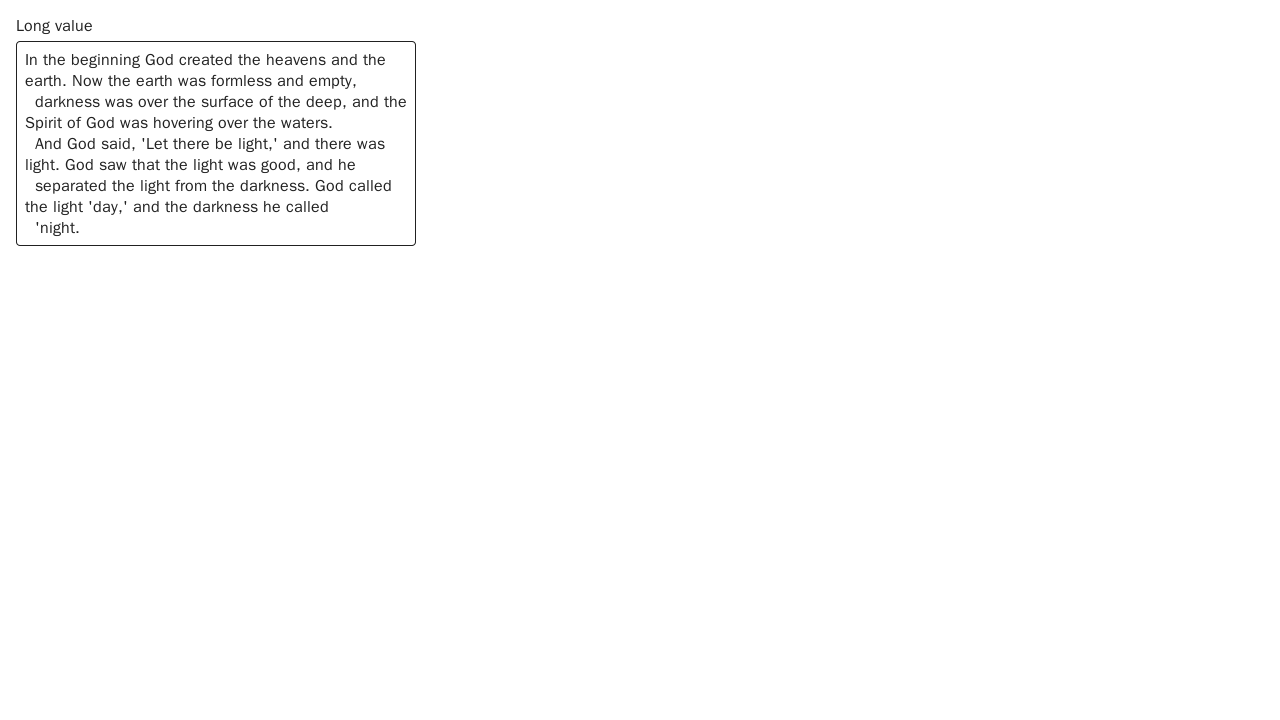 Long value
In the beginning God created the heavens and the
earth. Now the earth was formless and empty,
darkness was over the surface of the deep, and the
Spirit of God was hovering over the waters.
And God said, 'Let there be light,' and there was
light. God saw that the light was good, and he
separated the light from the darkness. God called
the light 'day,' and the darkness he called
'night.